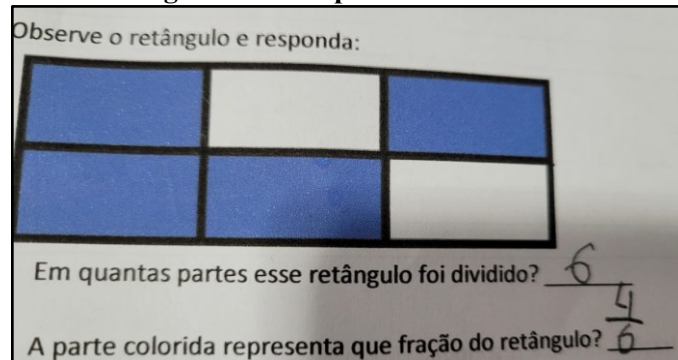 Observe o retângulo e responda:
Em quantas partes esse retângulo foi dividido? 6
A parte colorida representa que fração do retângulo? 4/6